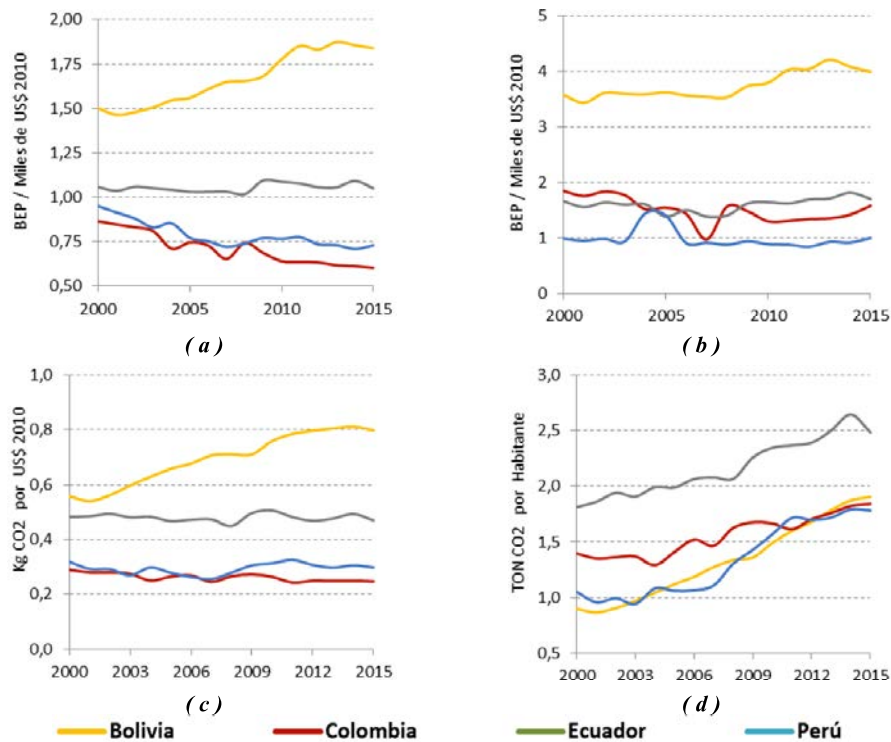 BEP / Miles de US$ 2010
2,00
1,75
1,50
1,25
1,00
0,75
0,50
2000 2005 2010 2015
( a )
BEP / Miles de US$ 2010
5
4
3
2
1
0
2000 2005 2010 2015
( b )
Kg CO2 por US$ 2010
1,0
0,8
0,6
0,4
0,2
0,0
2000 2003 2006 2009 2012 2015
( c )
TON CO2 por Habitante
3,0
2,5
2,0
1,5
1,0
0,5
2000 2003 2006 2009 2012 2015
( d )
Bolivia Colombia Ecuador Perú